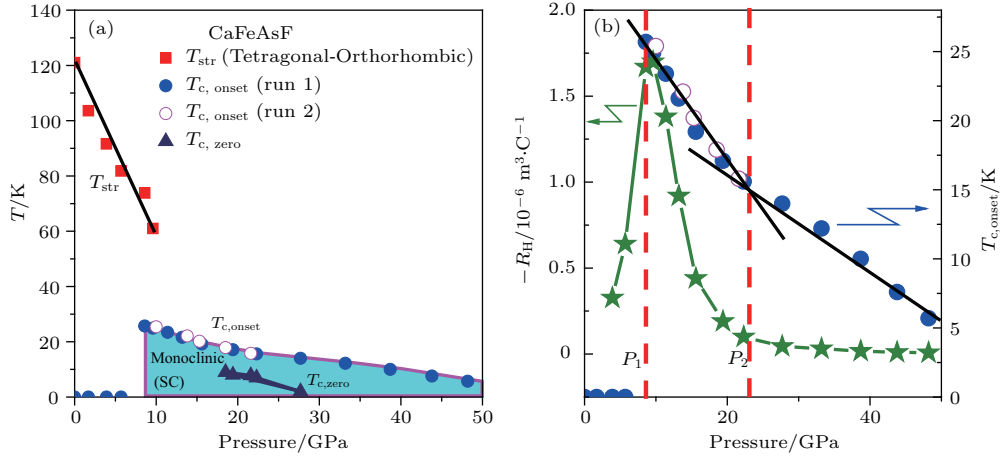 (a)
CaFeAsF
T_str (Tetragonal-Orthorhombic)
T_c, onset (run 1)
T_c, onset (run 2)
T_c, zero
T_str
T_c,onset
Monoclinic
(SC)
T_c,zero
140
120
100
80
60
40
20
0
T/K
0
10
20
30
40
50
Pressure/GPa
(b)
2.0
1.5
1.0
2.5
0
−R_H/10⁻⁶ m³·C⁻¹
P_1
P_2
25
20
15
10
5
0
T_c,onset/K
0
20
40
Pressure/GPa